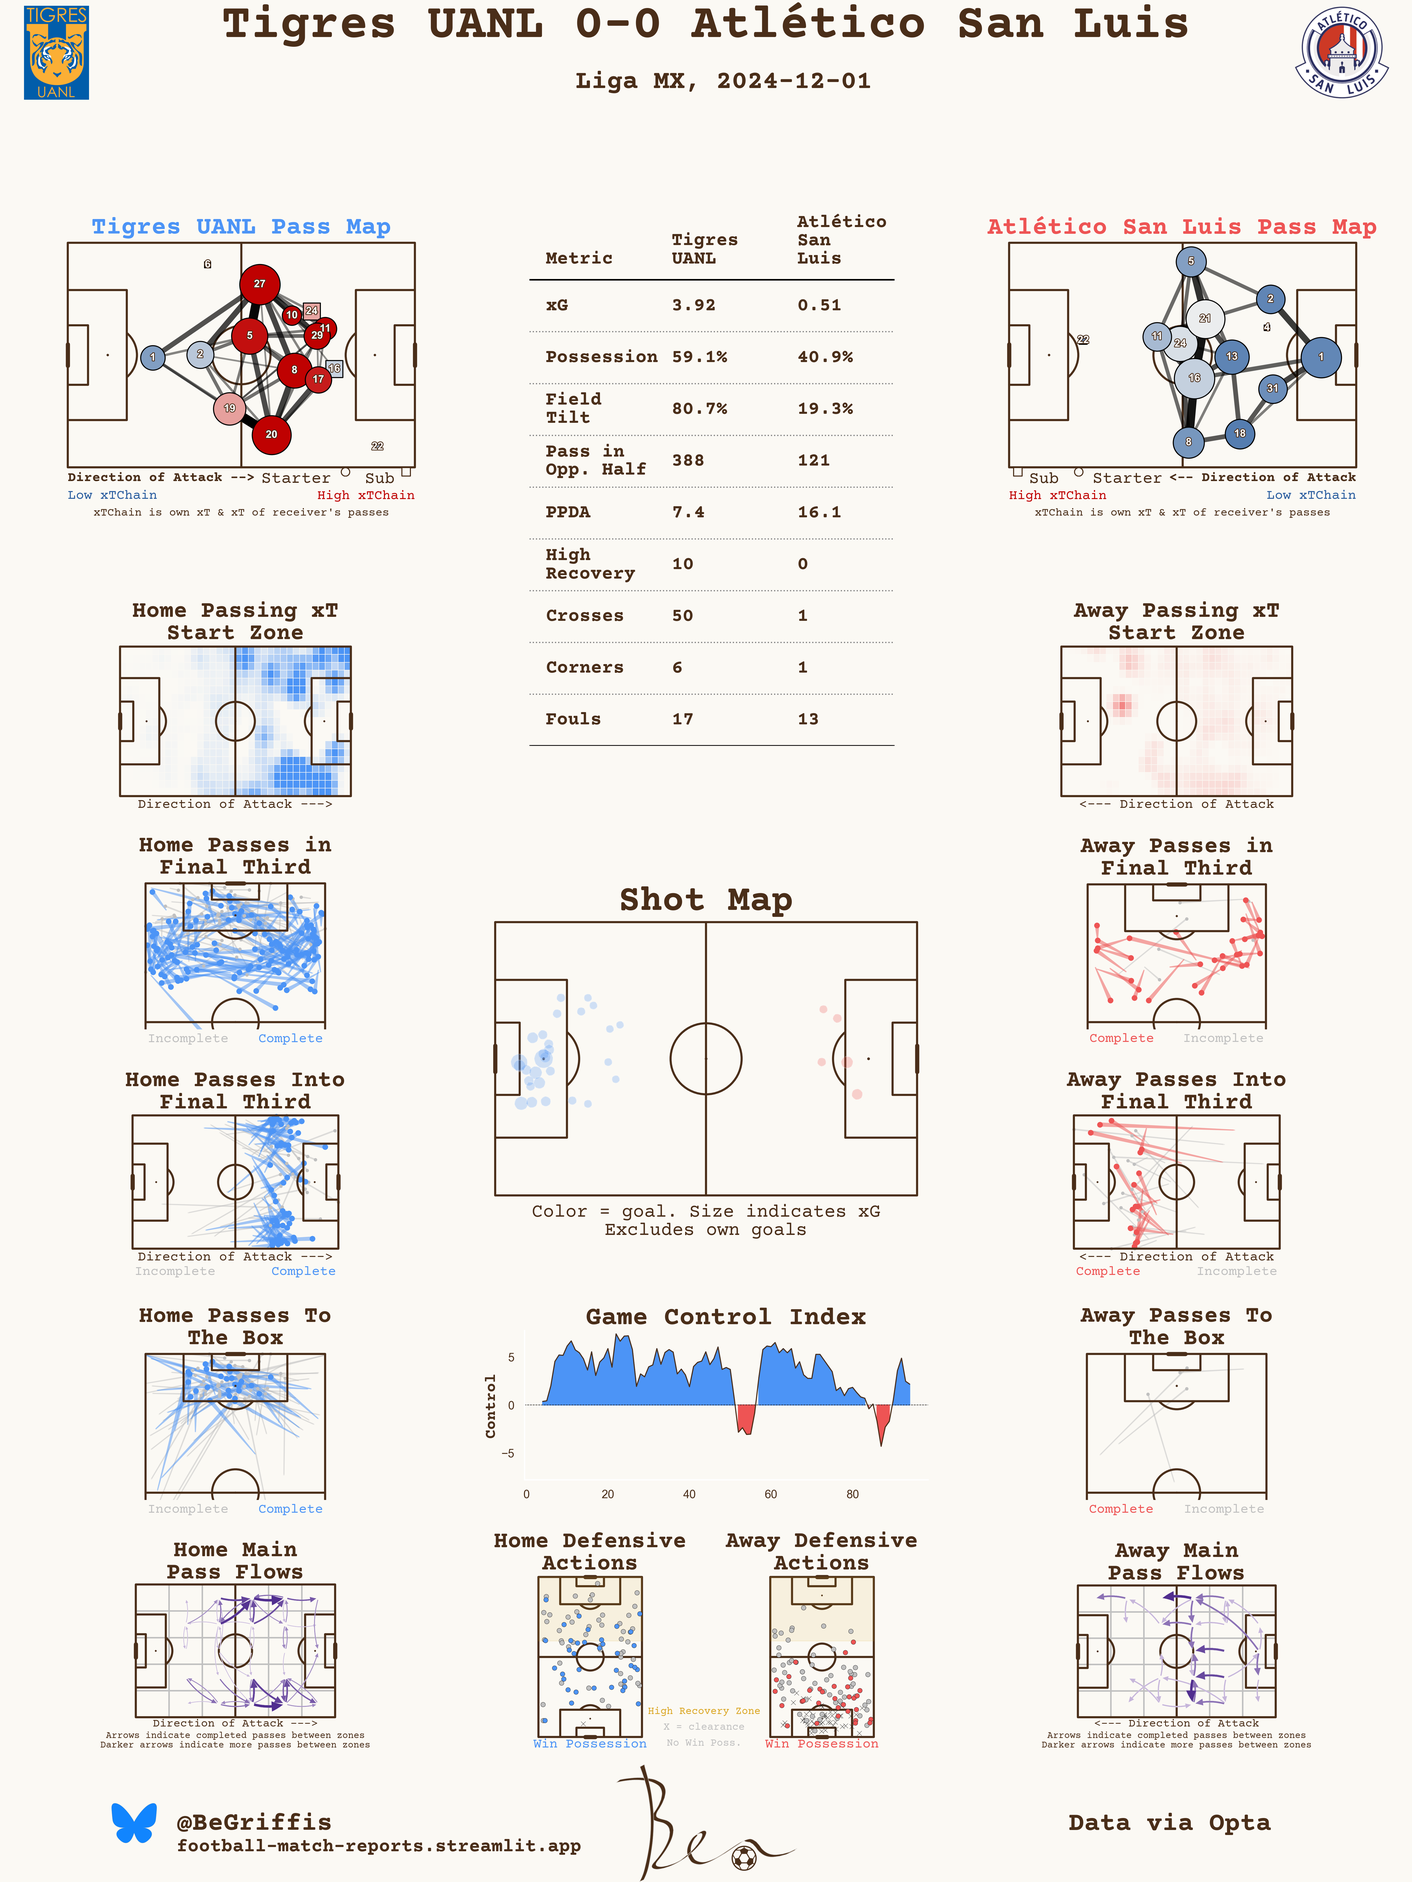 Tigres UANL 0-0 Atlético San Luis
Liga MX, 2024-12-01
TIGRES
UANL
ATLÉTICO
SAN LUIS
Tigres UANL Pass Map
6
27
10
24
11
29
5
1
2
8
16
17
19
20
22
Direction of Attack --> Starter Sub
Low xTChain High xTChain
xTChain is own xT & xT of receiver's passes
Metric Tigres UANL Atlético San Luis
xG 3.92 0.51
Possession 59.1% 40.9%
Field Tilt 80.7% 19.3%
Pass in Opp. Half 388 121
PPDA 7.4 16.1
High Recovery 10 0
Crosses 50 1
Corners 6 1
Fouls 17 13
Atlético San Luis Pass Map
5
2
21
4
22
11
24
13
1
16
31
18
8
Sub Starter <-- Direction of Attack
High xTChain Low xTChain
xTChain is own xT & xT of receiver's passes
Home Passing xT
Start Zone
Direction of Attack --->
Away Passing xT
Start Zone
<--- Direction of Attack
Home Passes in
Final Third
Incomplete Complete
Away Passes in
Final Third
Complete Incomplete
Shot Map
Color = goal. Size indicates xG
Excludes own goals
Home Passes Into
Final Third
Direction of Attack --->
Incomplete Complete
Away Passes Into
Final Third
<--- Direction of Attack
Complete Incomplete
Home Passes To
The Box
Incomplete Complete
Game Control Index
Control
5
0
−5
0 20 40 60 80
Away Passes To
The Box
Complete Incomplete
Home Main
Pass Flows
Direction of Attack --->
Arrows indicate completed passes between zones
Darker arrows indicate more passes between zones
Home Defensive
Actions
Win Possession
High Recovery Zone
X = clearance
No Win Poss.
Away Defensive
Actions
Win Possession
Away Main
Pass Flows
<--- Direction of Attack
Arrows indicate completed passes between zones
Darker arrows indicate more passes between zones
@BeGriffis
football-match-reports.streamlit.app
Ben
Data via Opta